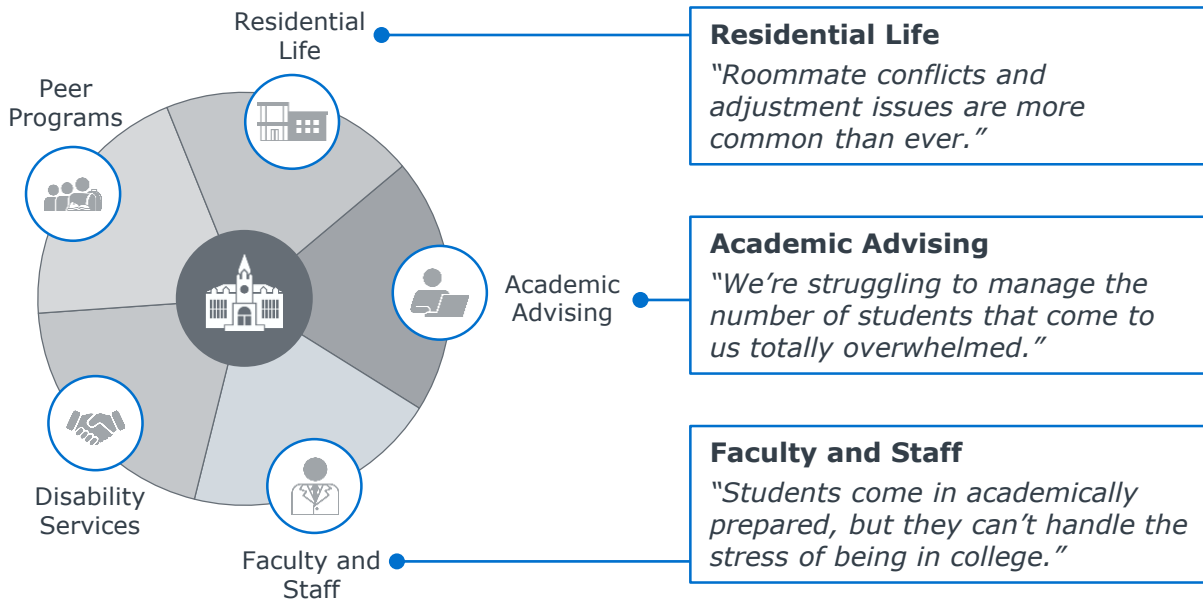 Residential
Life
Peer
Programs
Academic
Advising
Disability
Services
Faculty and
Staff
Residential Life
“Roommate conflicts and
adjustment issues are more
common than ever.”
Academic Advising
“We’re struggling to manage the
number of students that come to
us totally overwhelmed.”
Faculty and Staff
“Students come in academically
prepared, but they can’t handle the
stress of being in college.”